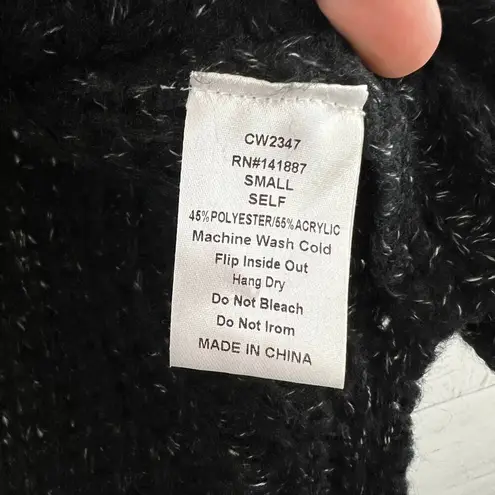 CW2347
RN#141887
SMALL
SELF
45%POLYESTER/55%ACRYLIC
Machine Wash Cold
Flip Inside Out
Hang Dry
Do Not Bleach
Do Not Irom
MADE IN CHINA